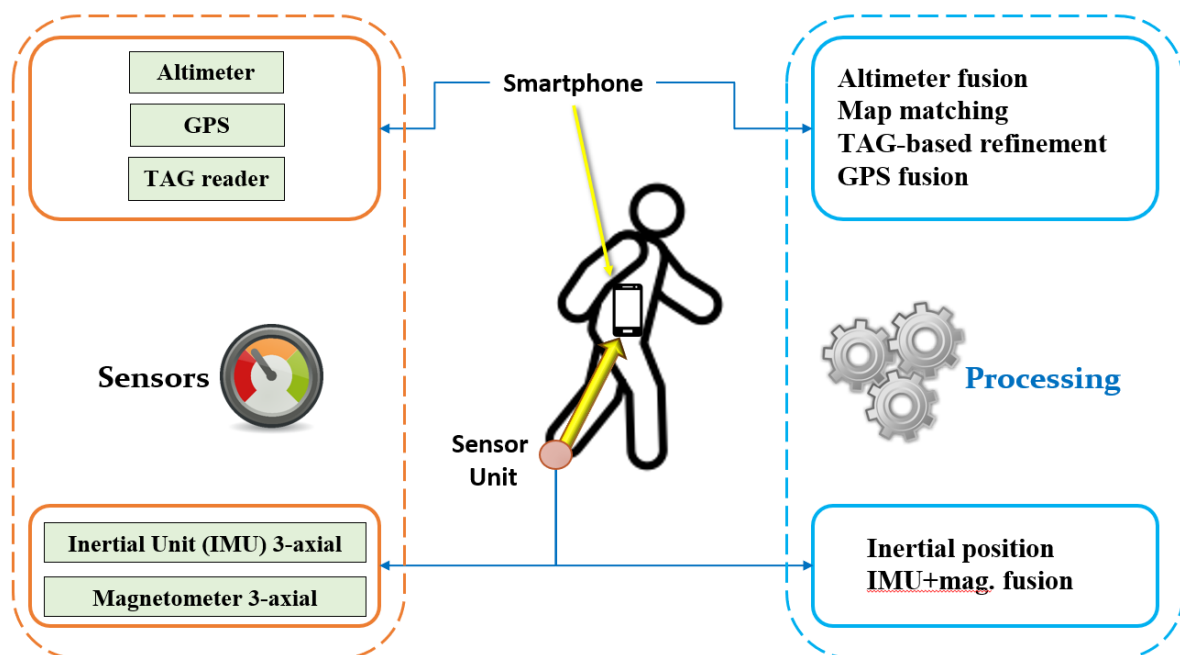 Altimeter
GPS
TAG reader
Smartphone
Altimeter fusion
Map matching
TAG-based refinement
GPS fusion
Sensors
Processing
Sensor
Unit
Inertial Unit (IMU) 3-axial
Magnetometer 3-axial
Inertial position
IMU+mag. fusion